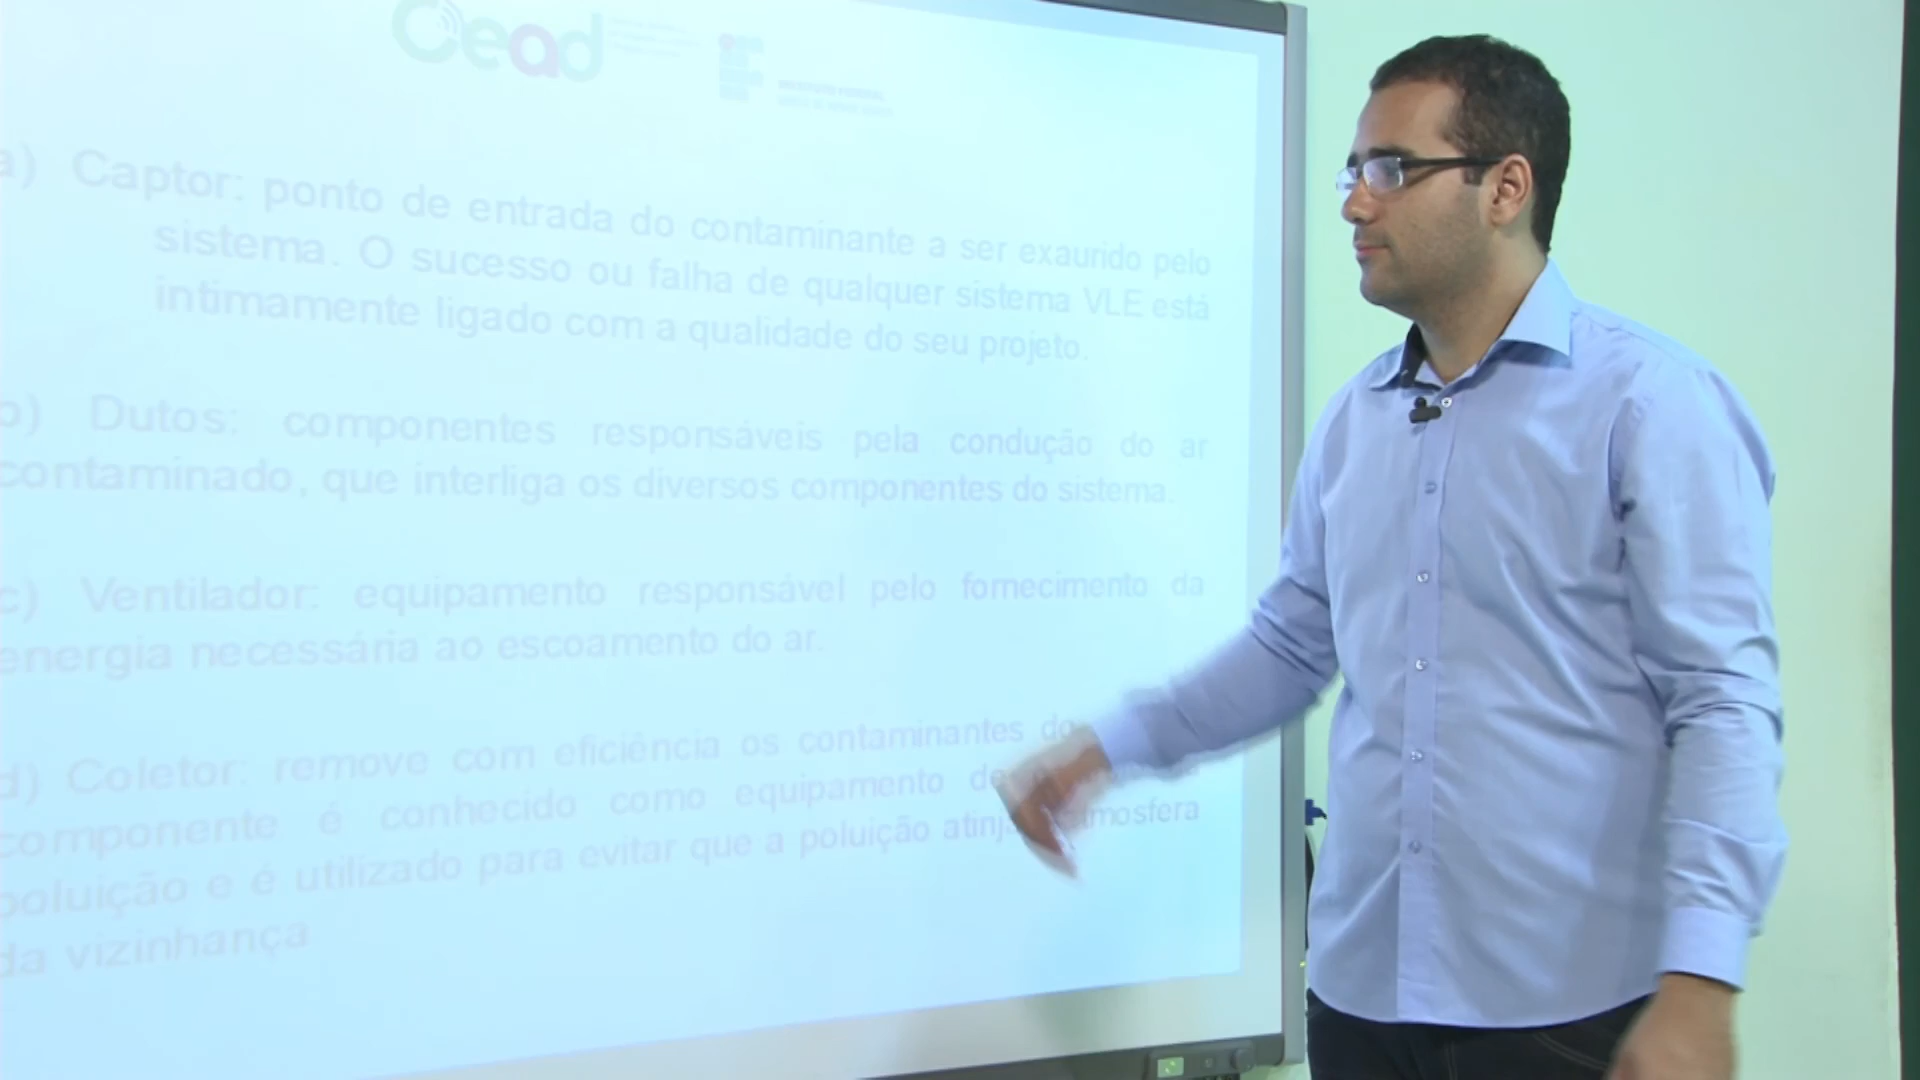 Cead
a) Captor: ponto de entrada do contaminante a ser exaurido pelo
sistema. O sucesso ou falha de qualquer sistema VLE está
intimamente ligado com a qualidade do seu projeto.
b) Dutos: componentes responsáveis pela condução do ar
contaminado, que interliga os diversos componentes do sistema.
c) Ventilador: equipamento responsável pelo fornecimento da
energia necessária ao escoamento do ar.
d) Coletor: remove com eficiência os contaminantes do
componente é conhecido como equipamento de
poluição e é utilizado para evitar que a poluição atinja atmosfera
da vizinhança